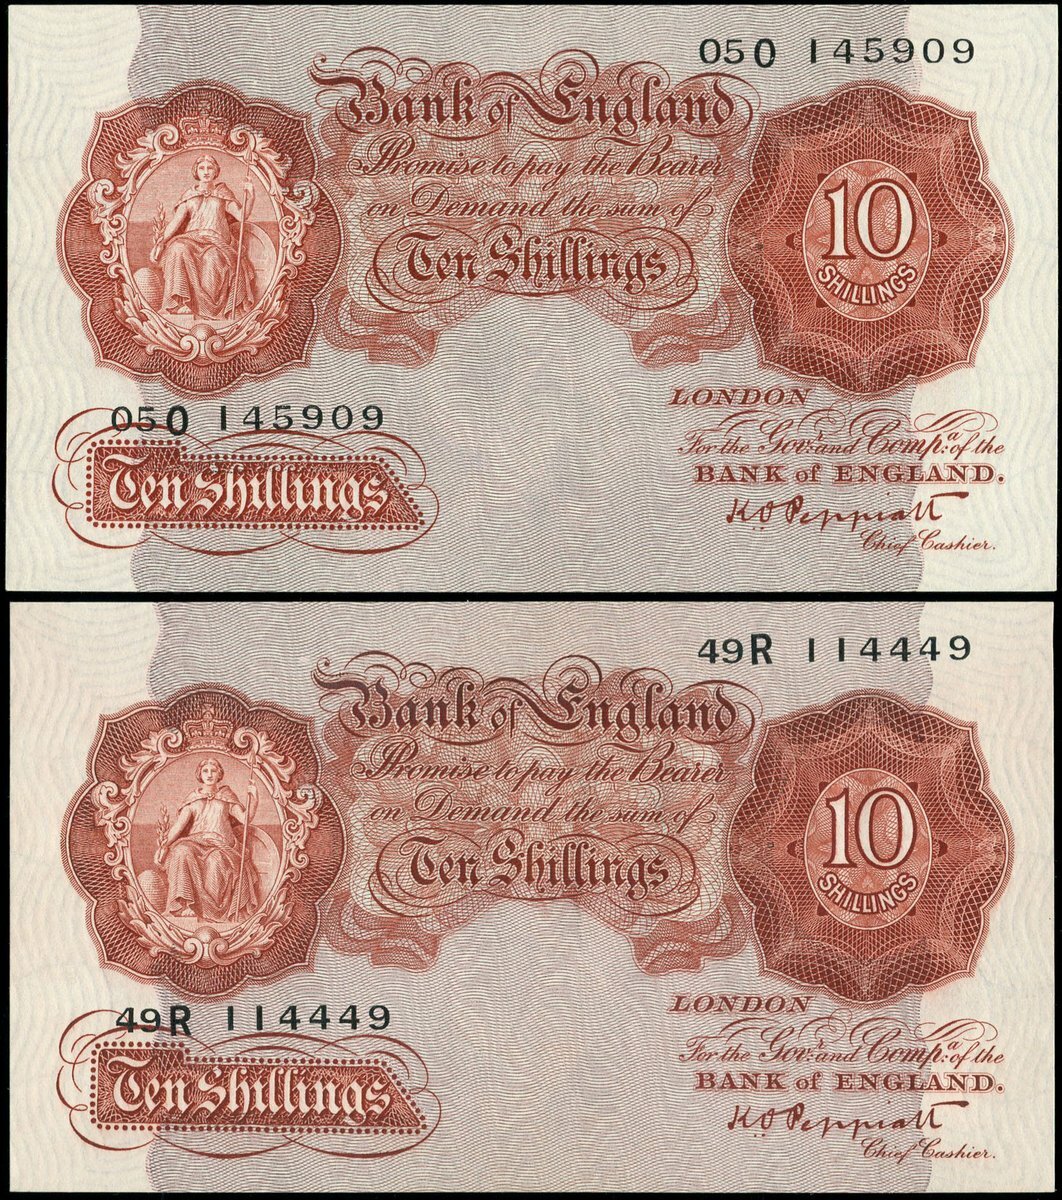 05O 145909
Bank of England
Promise to pay the Bearer
on Demand the sum of
Ten Shillings
10
SHILLINGS
LONDON
05O 145909
For the Govr. and Compa. of the
Ten Shillings
BANK of ENGLAND.
K O Peppiatt
Chief Cashier.
49R 114449
Bank of England
Promise to pay the Bearer
on Demand the sum of
Ten Shillings
10
SHILLINGS
LONDON
49R 114449
For the Govr. and Compa. of the
Ten Shillings
BANK of ENGLAND.
K O Peppiatt
Chief Cashier.